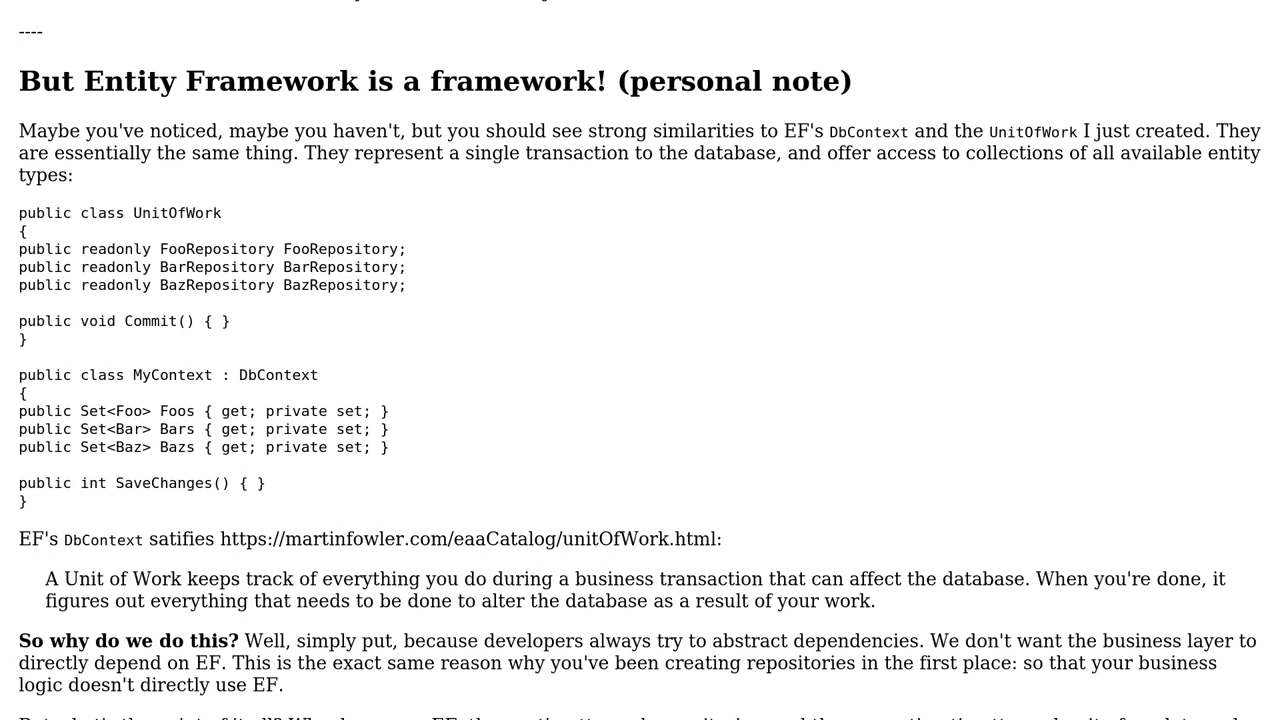 ----
But Entity Framework is a framework! (personal note)
Maybe you've noticed, maybe you haven't, but you should see strong similarities to EF's DbContext and the UnitOfWork I just created. They
are essentially the same thing. They represent a single transaction to the database, and offer access to collections of all available entity
types:
public class UnitOfWork
{
public readonly FooRepository FooRepository;
public readonly BarRepository BarRepository;
public readonly BazRepository BazRepository;
public void Commit() { }
}
public class MyContext : DbContext
{
public Set<Foo> Foos { get; private set; }
public Set<Bar> Bars { get; private set; }
public Set<Baz> Bazs { get; private set; }
public int SaveChanges() { }
}
EF's DbContext satifies https://martinfowler.com/eaaCatalog/unitOfWork.html:
A Unit of Work keeps track of everything you do during a business transaction that can affect the database. When you're done, it
figures out everything that needs to be done to alter the database as a result of your work.
So why do we do this? Well, simply put, because developers always try to abstract dependencies. We don't want the business layer to
directly depend on EF. This is the exact same reason why you've been creating repositories in the first place: so that your business
logic doesn't directly use EF.